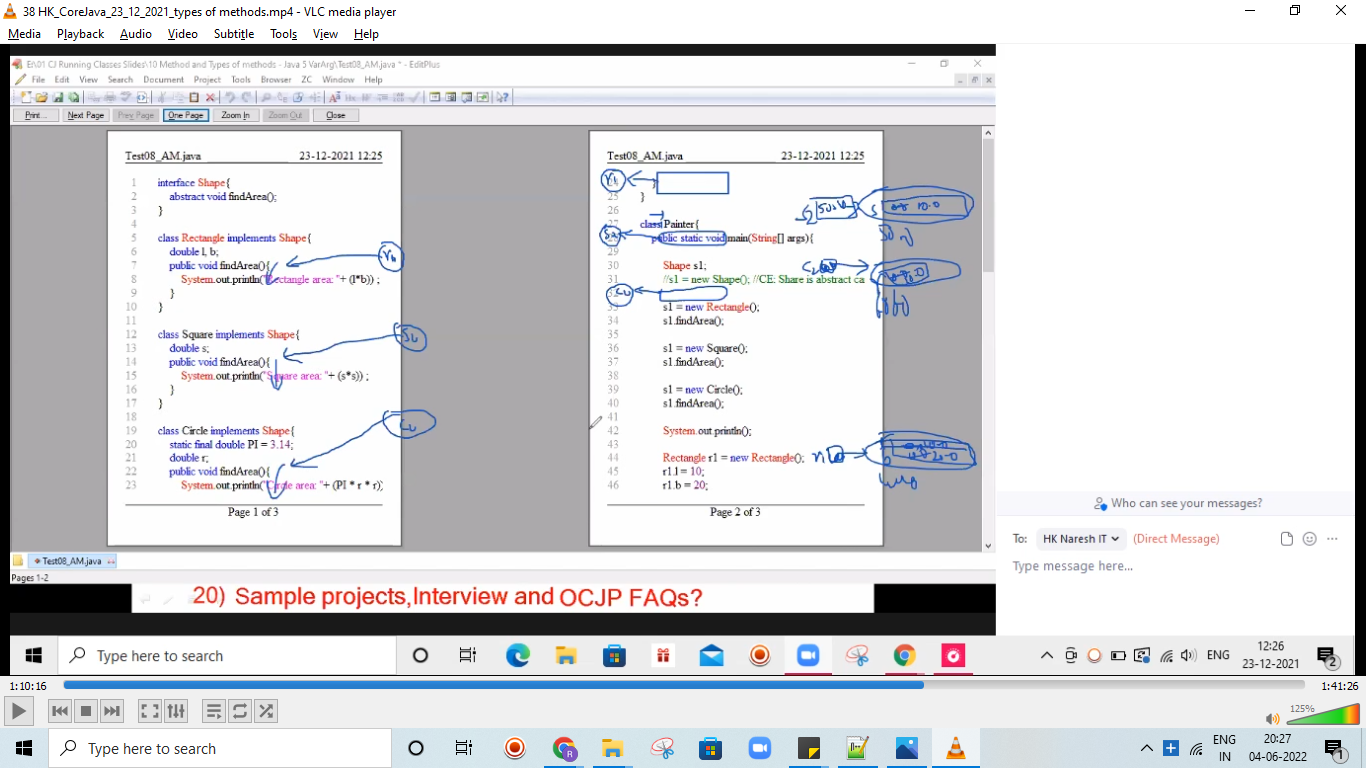 38 HK_CoreJava_23_12_2021_types of methods.mp4 - VLC media player
Media Playback Audio Video Subtitle Tools View Help
E:\01 CJ Running Classes Slides\10 Method and Types of methods - Java 5 VarArg\Test08_AM.java * - EditPlus
File Edit View Search Document Project Tools Browser ZC Window Help
Print... Next Page Prev Page One Page Zoom In Zoom Out Close
Test08_AM.java 23-12-2021 12:25
1 interface Shape{
2 abstract void findArea();
3 }
4
5 class Rectangle implements Shape{
6 double l, b;
7 public void findArea(){
8 System.out.println("Rectangle area: "+ (l*b)) ;
9 }
10 }
11
12 class Square implements Shape{
13 double s;
14 public void findArea(){
15 System.out.println("Square area: "+ (s*s)) ;
16 }
17 }
18
19 class Circle implements Shape{
20 static final double PI = 3.14;
21 double r;
22 public void findArea(){
23 System.out.println("Circle area: "+ (PI * r * r))
Page 1 of 3
Test08_AM.java 23-12-2021 12:25
}
25 }
26
27 class Painter{
28 public static void main(String[] args){
29
30 Shape s1;
31 //s1 = new Shape(); //CE: Share is abstract ca
32
33 s1 = new Rectangle();
34 s1.findArea();
35
36 s1 = new Square();
37 s1.findArea();
38
39 s1 = new Circle();
40 s1.findArea();
41
42 System.out.println();
43
44 Rectangle r1 = new Rectangle();
45 r1.l = 10;
46 r1.b = 20;
Page 2 of 3
Test08_AM.java
Pages 1-2
20) Sample projects,Interview and OCJP FAQs?
Who can see your messages?
To: HK Naresh IT (Direct Message)
Type message here...
Type here to search
ENG
12:26
23-12-2021
2
1:10:16
1:41:26
125%
Type here to search
ENG
IN
20:27
04-06-2022
1